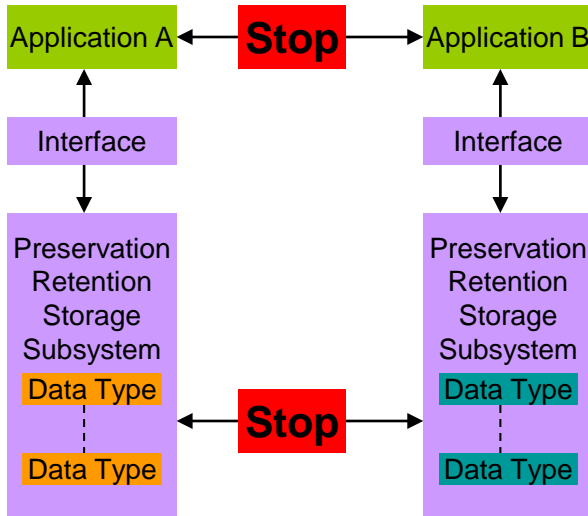 Application A
Stop
Application B
Interface
Interface
Preservation
Retention
Storage
Subsystem
Data Type
Data Type
Preservation
Retention
Storage
Subsystem
Data Type
Data Type
Stop